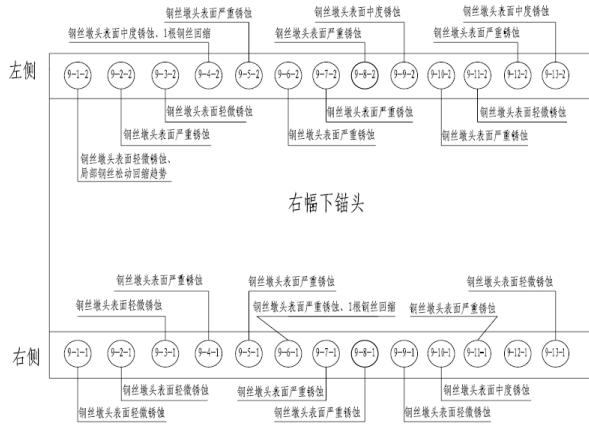 钢丝墩头表面严重锈蚀
钢丝墩头表面中度锈蚀
钢丝墩头表面中度锈蚀
钢丝墩头表面中度锈蚀、1根钢丝回缩
钢丝墩头表面严重锈蚀
钢丝墩头表面严重锈蚀
左侧
9-1-2
9-2-2
9-3-2
9-4-2
9-5-2
9-6-2
9-7-2
9-8-2
9-9-2
9-10-2
9-11-2
9-12-2
9-13-2
钢丝墩头表面轻微锈蚀
钢丝墩头表面严重锈蚀
钢丝墩头表面轻微锈蚀
钢丝墩头表面严重锈蚀
钢丝墩头表面严重锈蚀
钢丝墩头表面严重锈蚀
钢丝墩头表面轻微锈蚀、
局部钢丝松动回缩趋势
右幅下锚头
钢丝墩头表面严重锈蚀
钢丝墩头表面严重锈蚀
钢丝墩头表面轻微锈蚀
钢丝墩头表面轻微锈蚀
钢丝墩头表面严重锈蚀、1根钢丝回缩
钢丝墩头表面严重锈蚀
右侧
9-1-1
9-2-1
9-3-1
9-4-1
9-5-1
9-6-1
9-7-1
9-8-1
9-9-1
9-10-1
9-11-1
9-12-1
9-13-1
钢丝墩头表面轻微锈蚀
钢丝墩头表面严重锈蚀
钢丝墩头表面中度锈蚀
钢丝墩头表面轻微锈蚀
钢丝墩头表面严重锈蚀
钢丝墩头表面轻微锈蚀